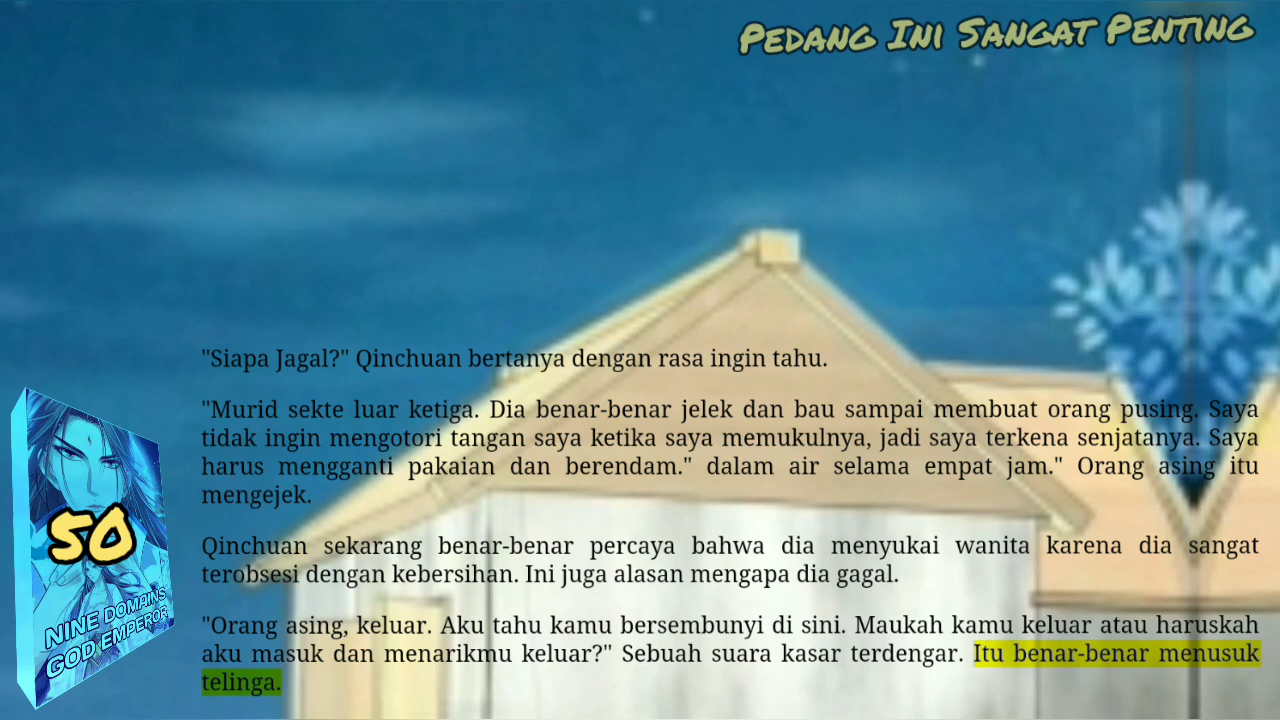 Pedang Ini Sangat Penting
"Siapa Jagal?" Qinchuan bertanya dengan rasa ingin tahu.
"Murid sekte luar ketiga. Dia benar-benar jelek dan bau sampai membuat orang pusing. Saya
tidak ingin mengotori tangan saya ketika saya memukulnya, jadi saya terkena senjatanya. Saya
harus mengganti pakaian dan berendam." dalam air selama empat jam." Orang asing itu
mengejek.
Qinchuan sekarang benar-benar percaya bahwa dia menyukai wanita karena dia sangat
terobsesi dengan kebersihan. Ini juga alasan mengapa dia gagal.
"Orang asing, keluar. Aku tahu kamu bersembunyi di sini. Maukah kamu keluar atau haruskah
aku masuk dan menarikmu keluar?" Sebuah suara kasar terdengar. Itu benar-benar menusuk
telinga.
50
NINE DOMAINS
GOD EMPEROR